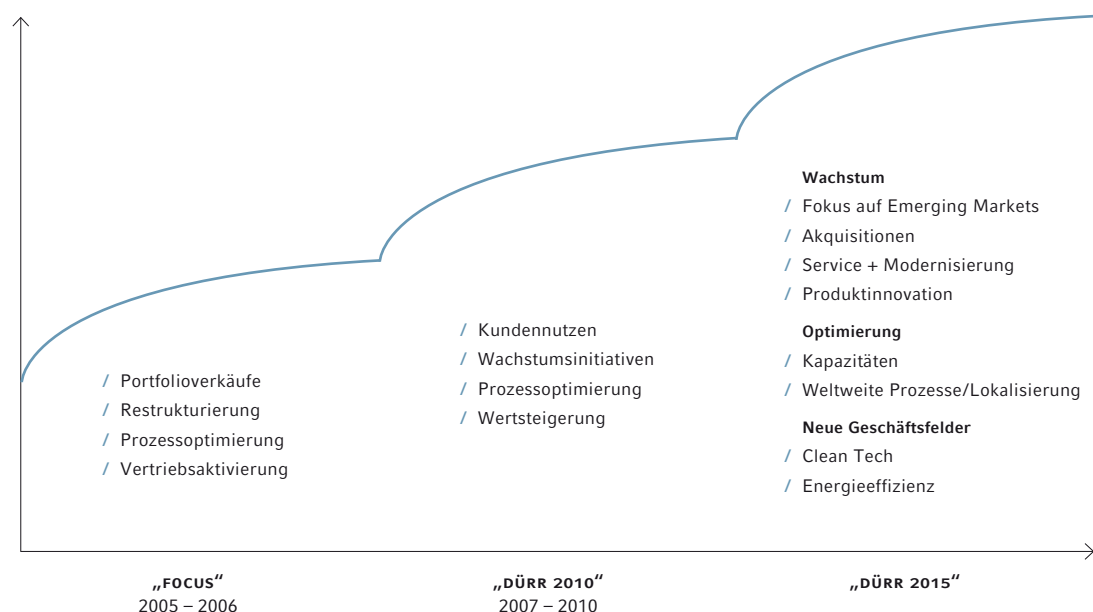 / Portfolioverkäufe
/ Restrukturierung
/ Prozessoptimierung
/ Vertriebsaktivierung
/ Kundennutzen
/ Wachstumsinitiativen
/ Prozessoptimierung
/ Wertsteigerung
Wachstum
/ Fokus auf Emerging Markets
/ Akquisitionen
/ Service + Modernisierung
/ Produktinnovation
Optimierung
/ Kapazitäten
/ Weltweite Prozesse/Lokalisierung
Neue Geschäftsfelder
/ Clean Tech
/ Energieeffizienz
„FOCUS“
2005 – 2006
„DÜRR 2010“
2007 – 2010
„DÜRR 2015“